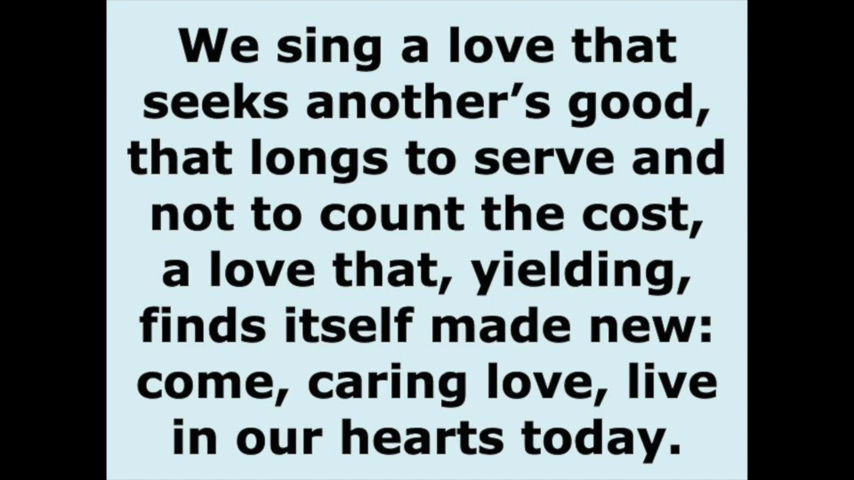 We sing a love that
seeks another’s good,
that longs to serve and
not to count the cost,
a love that, yielding,
finds itself made new:
come, caring love, live
in our hearts today.